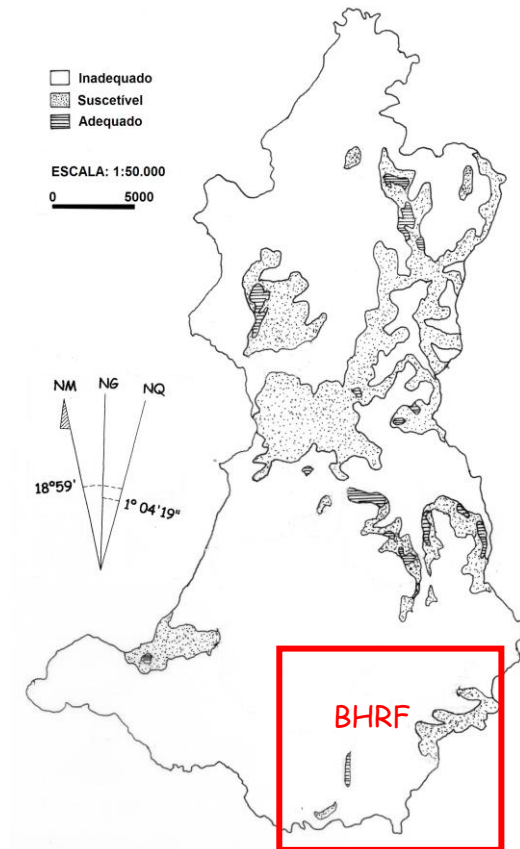 Inadequado
Suscetível
Adequado
ESCALA: 1:50.000
0 5000
NM NG NQ
18°59'
1° 04'19"
BHRF